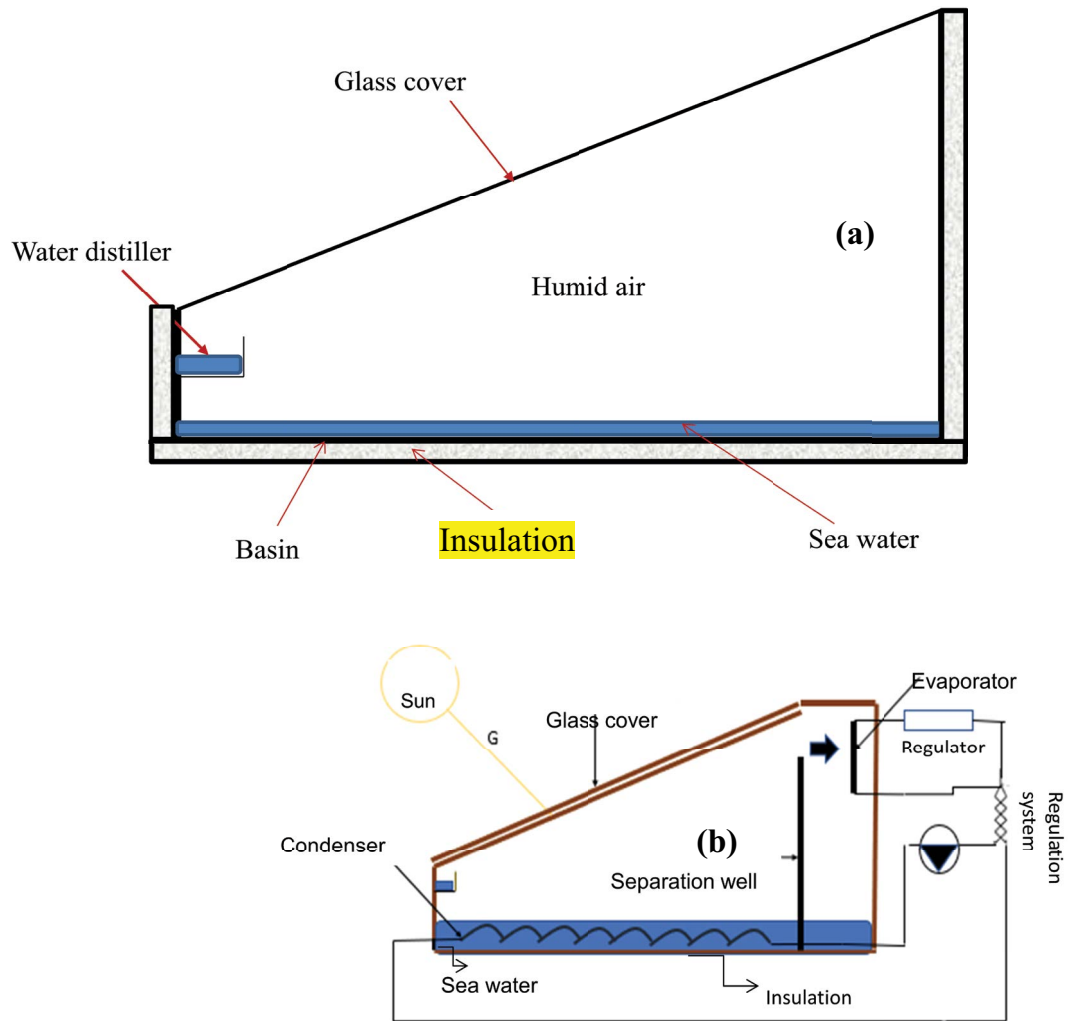 Glass cover
(a)
Water distiller
Humid air
Basin
Insulation
Sea water
Sun
G
Glass cover
Evaporator
Regulator
Regulation
system
Condenser
(b)
Separation well
Sea water
Insulation